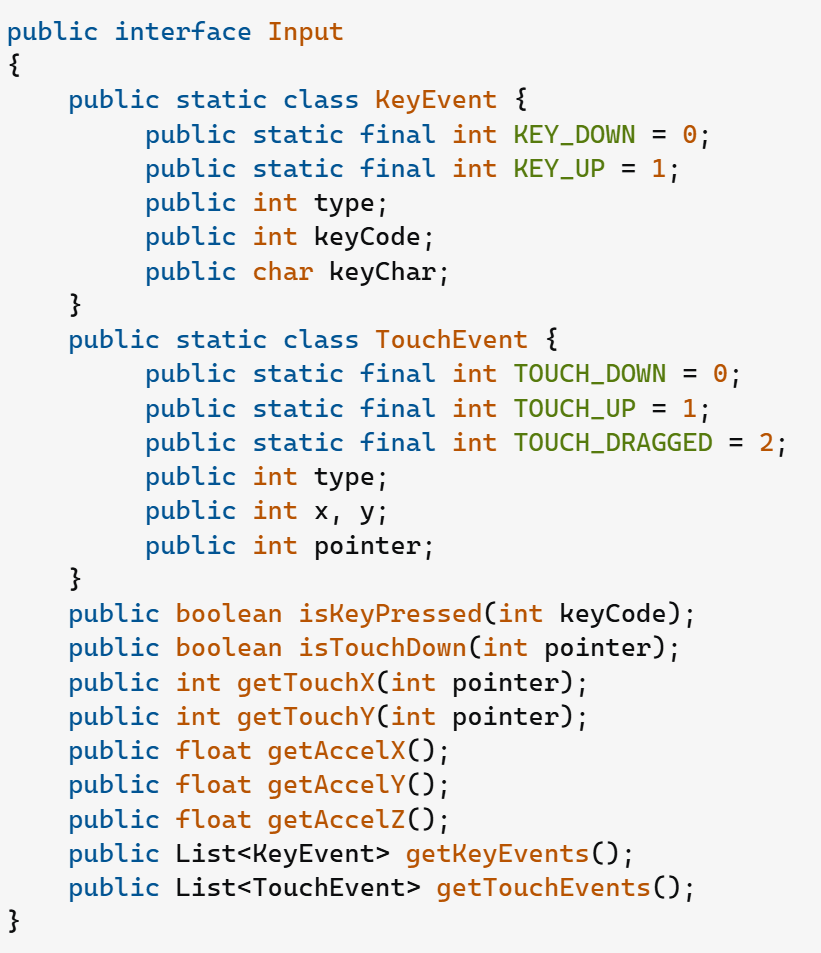 public interface Input
{
    public static class KeyEvent {
         public static final int KEY_DOWN = 0;
         public static final int KEY_UP = 1;
         public int type;
         public int keyCode;
         public char keyChar;
    }
    public static class TouchEvent {
         public static final int TOUCH_DOWN = 0;
         public static final int TOUCH_UP = 1;
         public static final int TOUCH_DRAGGED = 2;
         public int type;
         public int x, y;
         public int pointer;
    }
    public boolean isKeyPressed(int keyCode);
    public boolean isTouchDown(int pointer);
    public int getTouchX(int pointer);
    public int getTouchY(int pointer);
    public float getAccelX();
    public float getAccelY();
    public float getAccelZ();
    public List<KeyEvent> getKeyEvents();
    public List<TouchEvent> getTouchEvents();
}